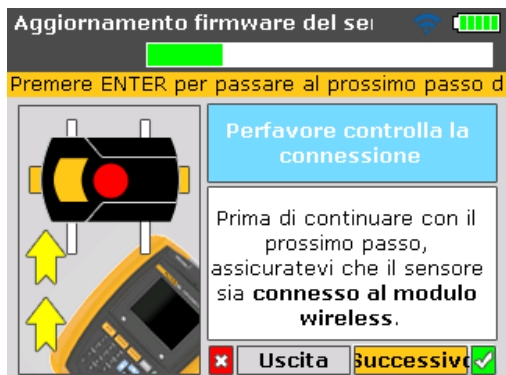 Aggiornamento firmware del se
Premere ENTER per passare al prossimo passo d
Perfavore controlla la
connessione
Prima di continuare con il
prossimo passo,
assicuratevi che il sensore
sia connesso al modulo
wireless.
Uscita
Successivo